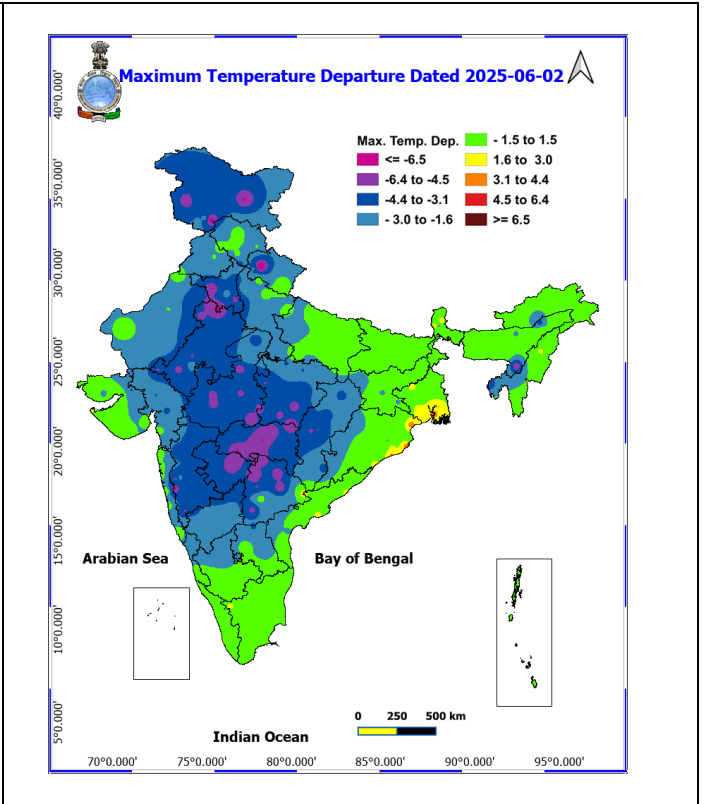 Maximum Temperature Departure Dated 2025-06-02
Max. Temp. Dep.
<= -6.5
-6.4 to -4.5
-4.4 to -3.1
- 3.0 to -1.6
- 1.5 to 1.5
1.6 to 3.0
3.1 to 4.4
4.5 to 6.4
>= 6.5
40°0.000'
35°0.000'
30°0.000'
25°0.000'
20°0.000'
15°0.000'
10°0.000'
5°0.000'
Arabian Sea
Bay of Bengal
Indian Ocean
0 250 500 km
70°0.000' 75°0.000' 80°0.000' 85°0.000' 90°0.000' 95°0.000'